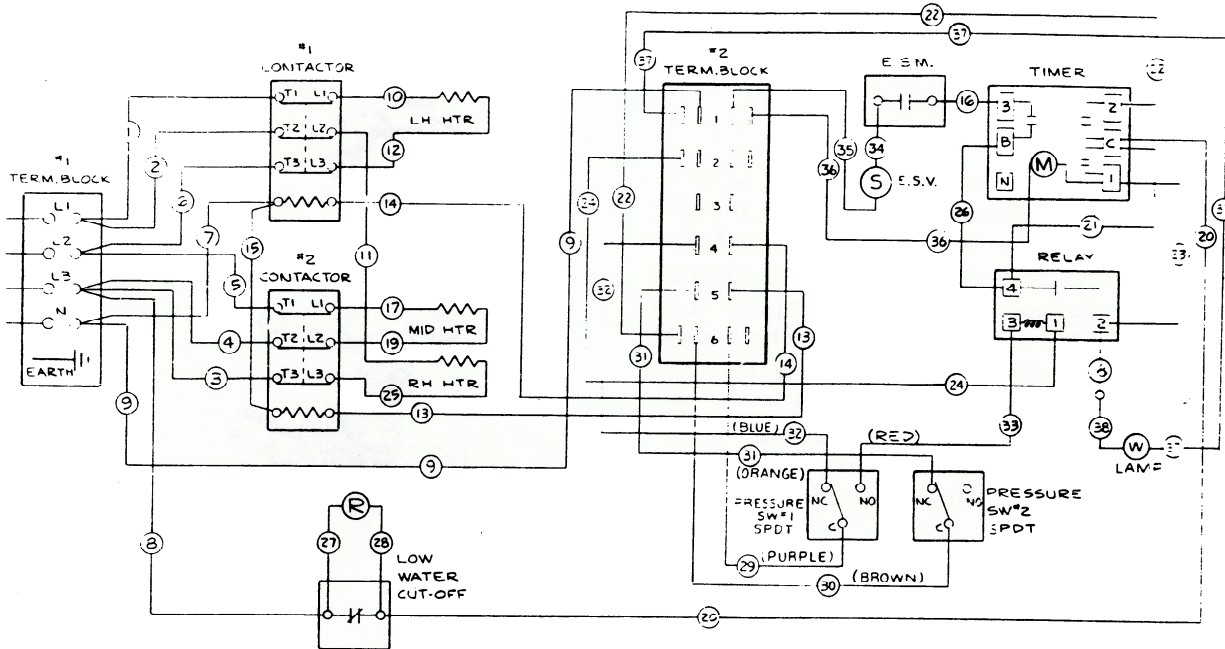 22
37
#1
CONTACTOR
#2
TERM.BLOCK
E.S.M.
TIMER
T1 L1
10
LH HTR
T2 L2
12
T3 L3
14
2
6
7
15
11
#1
TERM.BLOCK
L1
L2
L3
N
EARTH
5
4
3
9
#2
CONTACTOR
T1 L1
17
MID HTR
T2 L2
19
RH HTR
T3 L3
25
13
37
1
2
3
4
5
6
9
24
22
32
31
35
36
34
S
E.S.V.
16
3
B
N
M
2
C
1
22
26
36
21
20
23
RELAY
4
3
1
2
13
14
24
33
38
W
37
LAMP
9
(BLUE)
32
(RED)
31
(ORANGE)
NC
NO
C
PRESSURE
SW#1
SPDT
NC
NO
C
PRESSURE
SW#2
SPDT
29
(PURPLE)
30
(BROWN)
8
R
27
28
LOW
WATER
CUT-OFF